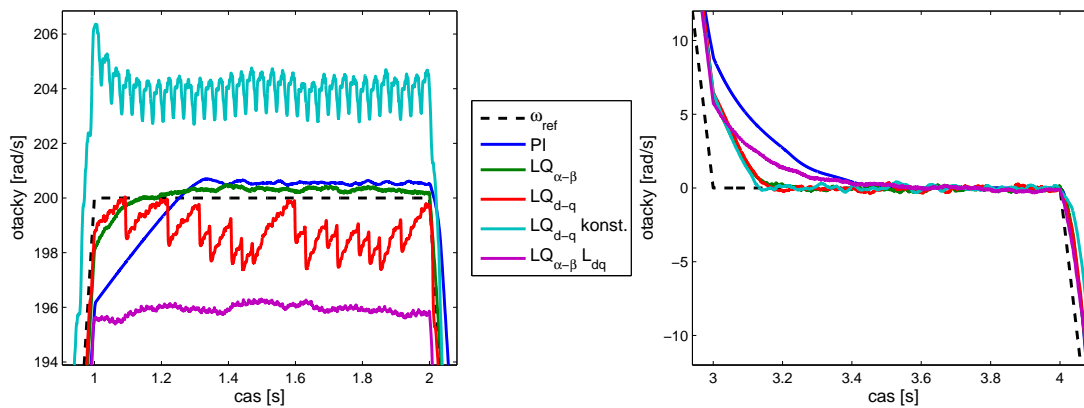 206
204
202
200
198
196
194
1
1.2
1.4
1.6
1.8
2
otacky [rad/s]
cas [s]
ω_ref
PI
LQ_α−β
LQ_d−q
LQ_d−q konst.
LQ_α−β L_dq
10
5
0
−5
−10
3
3.2
3.4
3.6
3.8
4
otacky [rad/s]
cas [s]